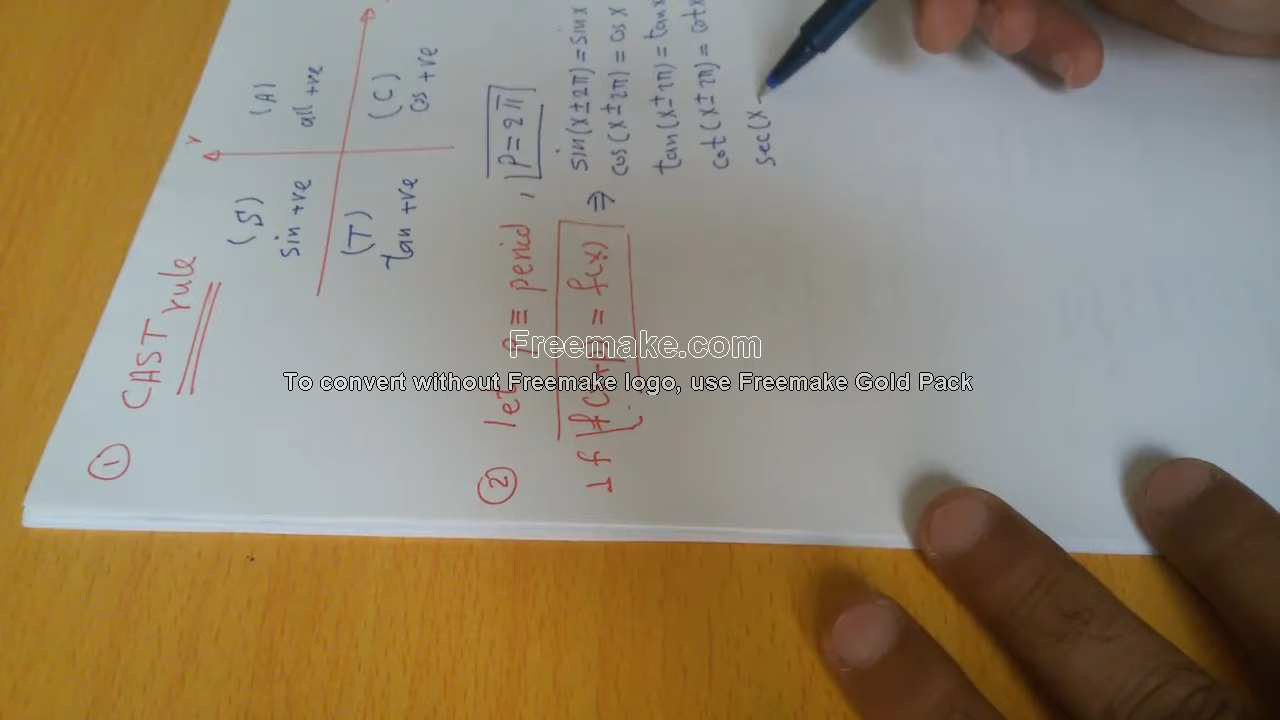 ① CAST rule
y
(S)
sin +ve
(A)
all +ve
(T)
tan +ve
(C)
cos +ve
② let P ≡ period , P = 2π
If f(x+p) = f(x) ⇒ sin(x ± 2π) = sin x
cos(x ± 2π) = cos x
tan(x ± 2π) = tan x
cot(x ± 2π) = cot x
sec(x
Freemake.com
To convert without Freemake logo, use Freemake Gold Pack